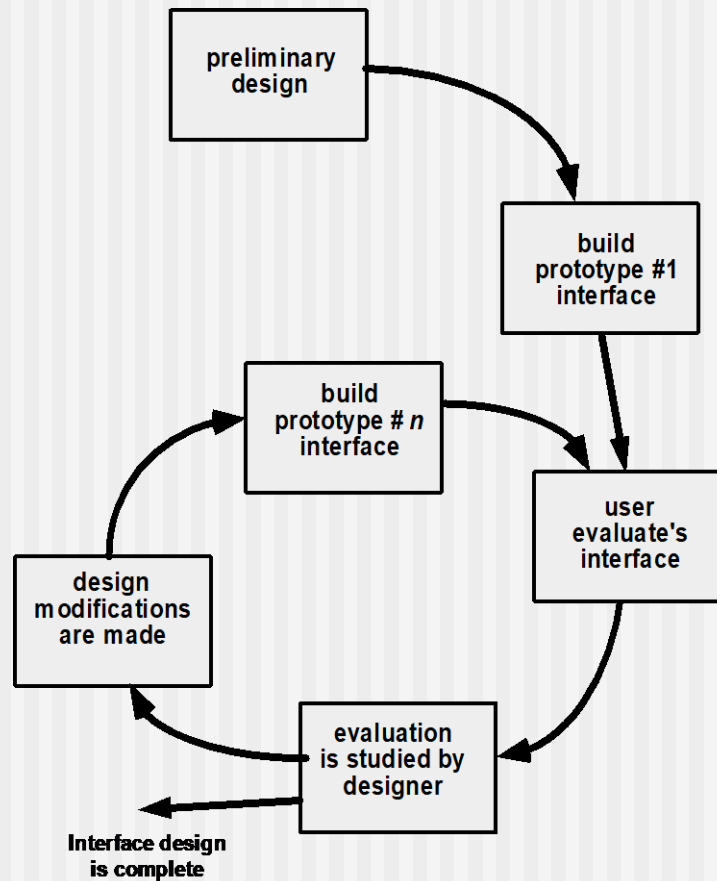 preliminary
design
build
prototype #1
interface
build
prototype # n
interface
user
evaluate's
interface
design
modifications
are made
evaluation
is studied by
designer
Interface design
is complete